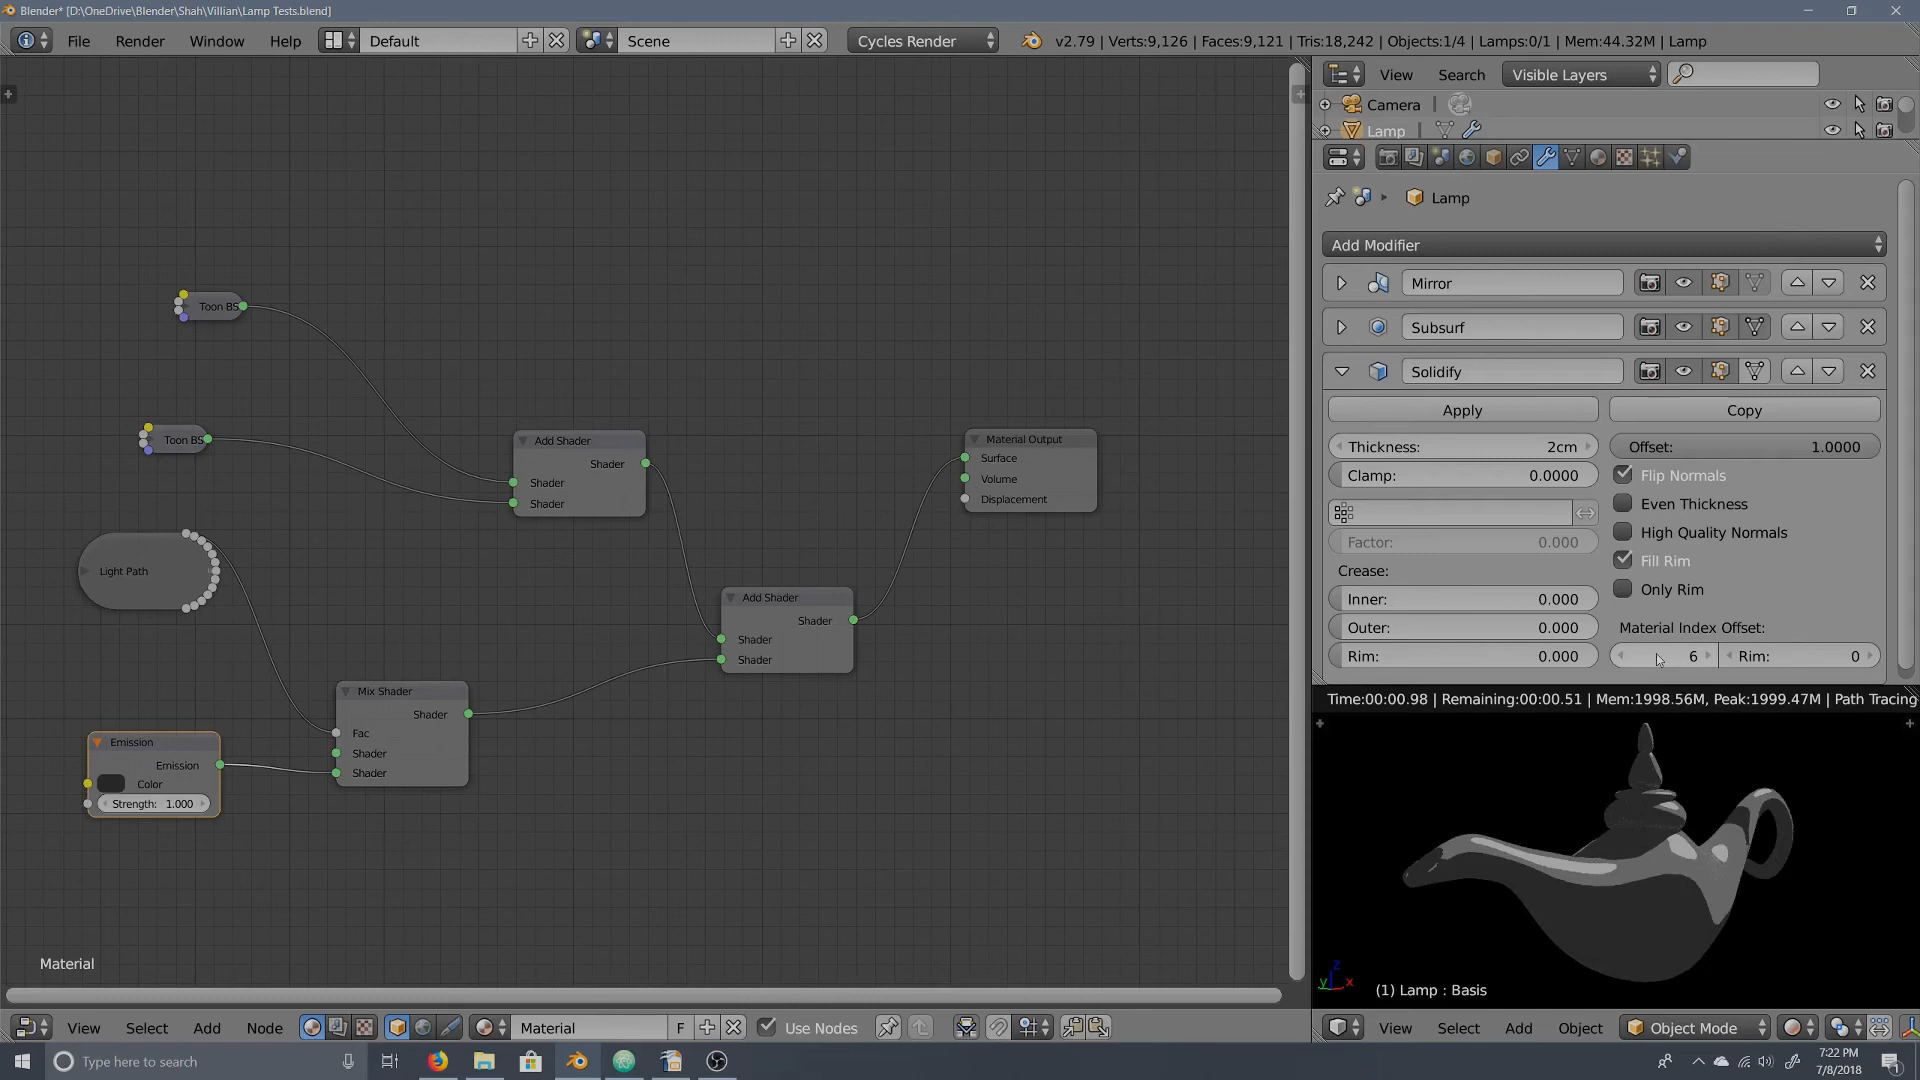 Blender* [D:\OneDrive\Blender\Shah\Villian\Lamp Tests.blend]
File Render Window Help Default Scene Cycles Render v2.79 | Verts:9,126 | Faces:9,121 | Tris:18,242 | Objects:1/4 | Lamps:0/1 | Mem:44.32M | Lamp
View Search Visible Layers
Camera
Lamp
Lamp
Add Modifier
Mirror
Subsurf
Solidify
Apply Copy
Thickness: 2cm Offset: 1.0000
Clamp: 0.0000 Flip Normals
Even Thickness
High Quality Normals
Factor: 0.000
Fill Rim
Crease:
Only Rim
Inner: 0.000
Outer: 0.000 Material Index Offset:
Rim: 0.000 6 Rim: 0
Time:00:00.98 | Remaining:00:00.51 | Mem:1998.56M, Peak:1999.47M | Path Tracing
(1) Lamp : Basis
View Select Add Object Object Mode
Toon BS
Toon BS
Light Path
Emission
Emission
Color
Strength: 1.000
Mix Shader
Shader
Fac
Shader
Shader
Add Shader
Shader
Shader
Shader
Add Shader
Shader
Shader
Shader
Material Output
Surface
Volume
Displacement
Material
View Select Add Node Material F Use Nodes
Type here to search
7:22 PM
7/8/2018
1